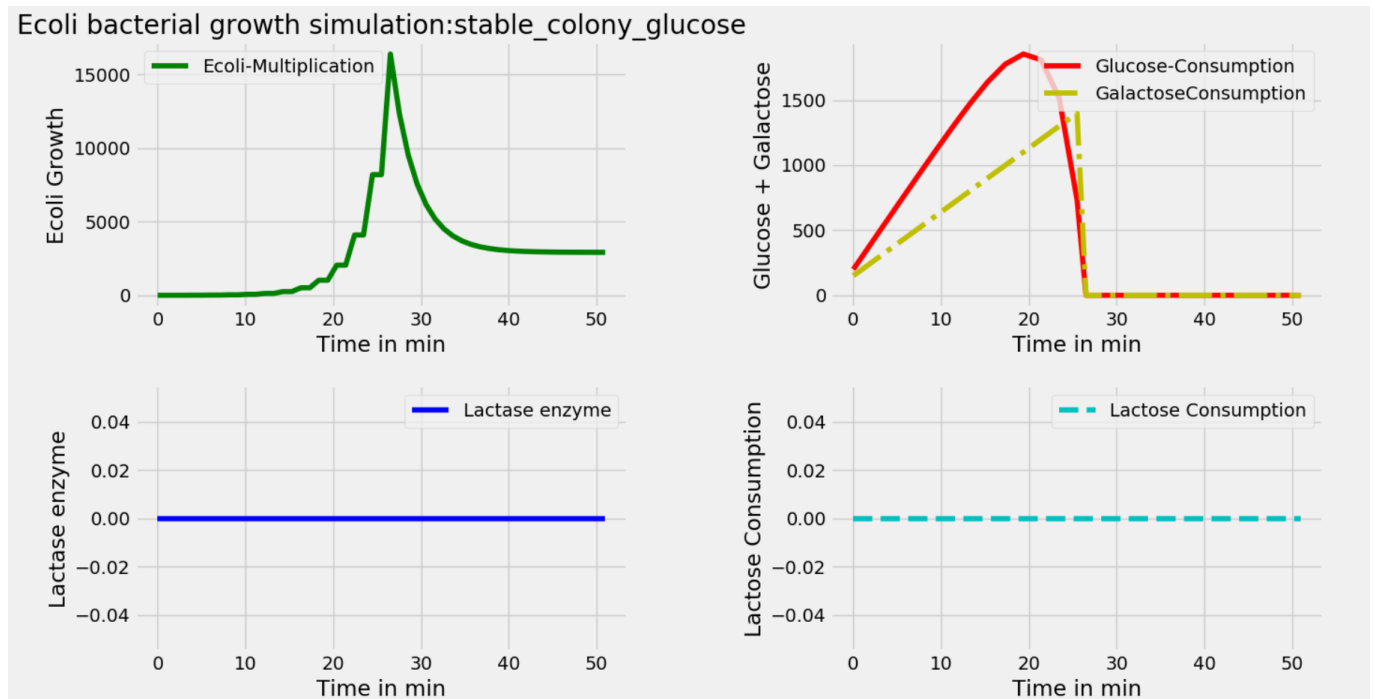 Ecoli bacterial growth simulation:stable_colony_glucose
Ecoli-Multiplication
Ecoli Growth
15000
10000
5000
0
0 10 20 30 40 50
Time in min
Glucose-Consumption
GalactoseConsumption
Glucose + Galactose
1500
1000
500
0
0 10 20 30 40 50
Time in min
Lactase enzyme
Lactase enzyme
0.04
0.02
0.00
−0.02
−0.04
0 10 20 30 40 50
Time in min
Lactose Consumption
Lactose Consumption
0.04
0.02
0.00
−0.02
−0.04
0 10 20 30 40 50
Time in min